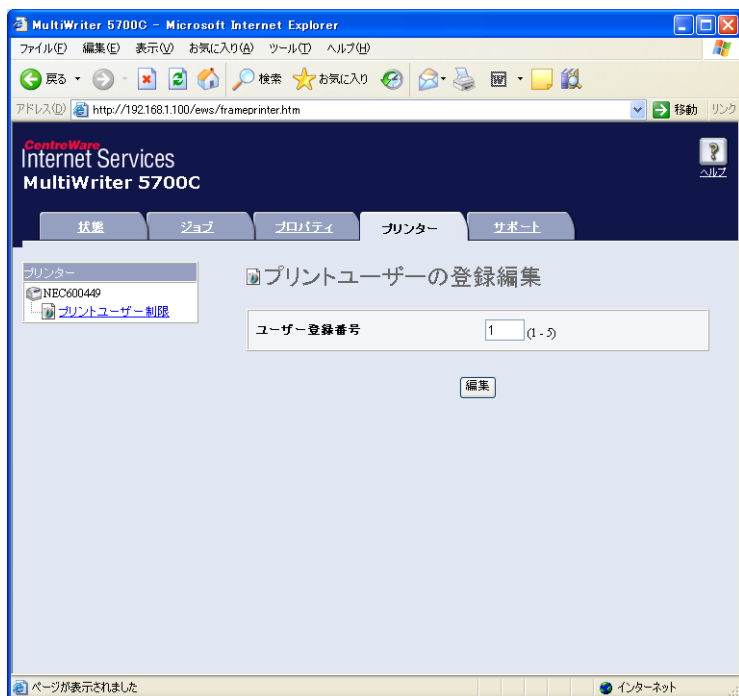 MultiWriter 5700C - Microsoft Internet Explorer
ファイル(F) 編集(E) 表示(V) お気に入り(A) ツール(T) ヘルプ(H)
戻る 検索 お気に入り
アドレス(D) http://192.168.1.100/ews/frameprinter.htm 移動 リンク
CentreWare
Internet Services
MultiWriter 5700C
ヘルプ
状態 ジョブ プロパティ プリンター サポート
プリンター
NEC600449
プリントユーザー制限
プリントユーザーの登録編集
ユーザー登録番号 1 (1 - 5)
編集
ページが表示されました インターネット